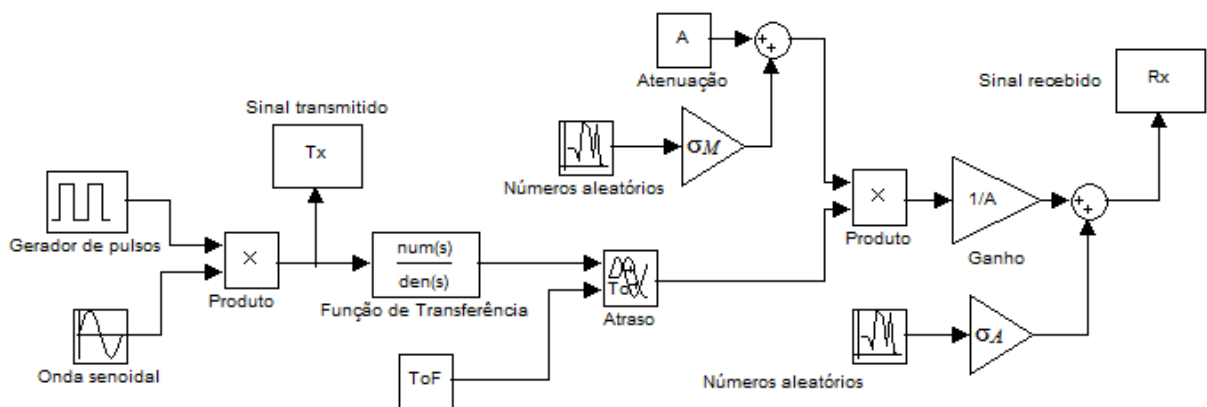 A
Atenuação
+
+
Sinal recebido
Rx
Sinal transmitido
Tx
σM
Números aleatórios
Gerador de pulsos
×
Produto
num(s)
den(s)
Função de Transferência
Atraso
×
Produto
1/A
Ganho
+
+
Onda senoidal
ToF
Números aleatórios
σA